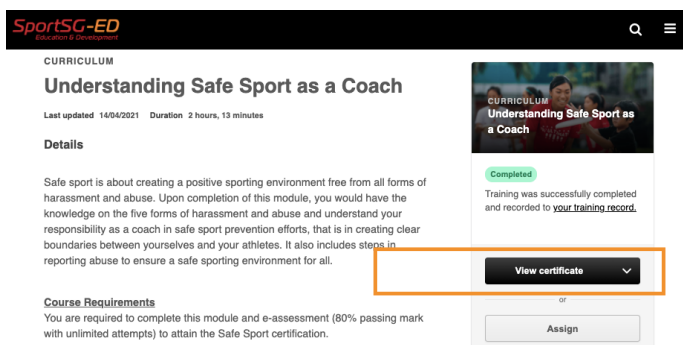 SportSG-ED
Education & Development
CURRICULUM
Understanding Safe Sport as a Coach
Last updated 14/04/2021 Duration 2 hours, 13 minutes
Details
Safe sport is about creating a positive sporting environment free from all forms of
harassment and abuse. Upon completion of this module, you would have the
knowledge on the five forms of harassment and abuse and understand your
responsibility as a coach in safe sport prevention efforts, that is in creating clear
boundaries between yourselves and your athletes. It also includes steps in
reporting abuse to ensure a safe sporting environment for all.
Course Requirements
You are required to complete this module and e-assessment (80% passing mark
with unlimited attempts) to attain the Safe Sport certification.
CURRICULUM
Understanding Safe Sport as
a Coach
Completed
Training was successfully completed
and recorded to your training record.
View certificate
or
Assign